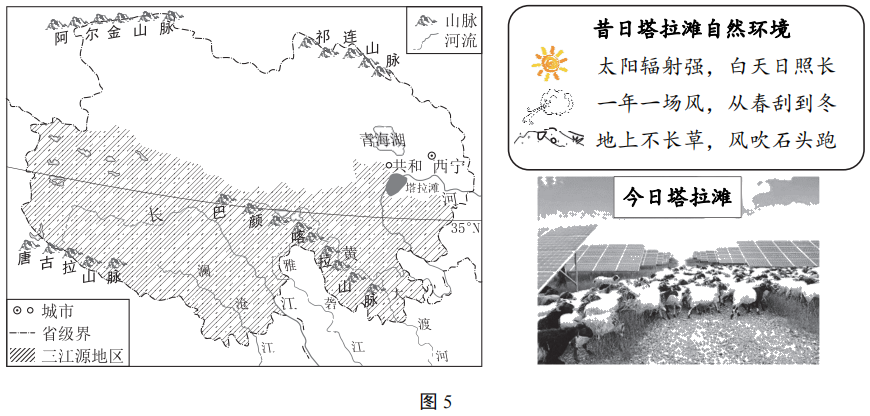 阿尔金山脉
祁连山脉
山脉
河流
青海湖
共和
西宁
塔拉滩
河
35°N
长
巴颜喀拉山脉
黄
唐古拉山脉
澜沧江
江
雅砻江
大渡河
城市
省级界
三江源地区
昔日塔拉滩自然环境
太阳辐射强，白天日照长
一年一场风，从春刮到冬
地上不长草，风吹石头跑
今日塔拉滩
图5